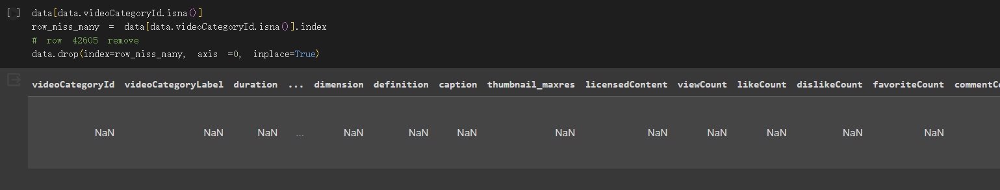 [ ] data[data.videoCategoryId.isna()]
row_miss_many = data[data.videoCategoryId.isna()].index
# row 42605 remove
data.drop(index=row_miss_many, axis =0, inplace=True)
videoCategoryId videoCategoryLabel duration ... dimension definition caption thumbnail_maxres licensedContent viewCount likeCount dislikeCount favoriteCount commentCo
NaN NaN NaN ... NaN NaN NaN NaN NaN NaN NaN NaN NaN